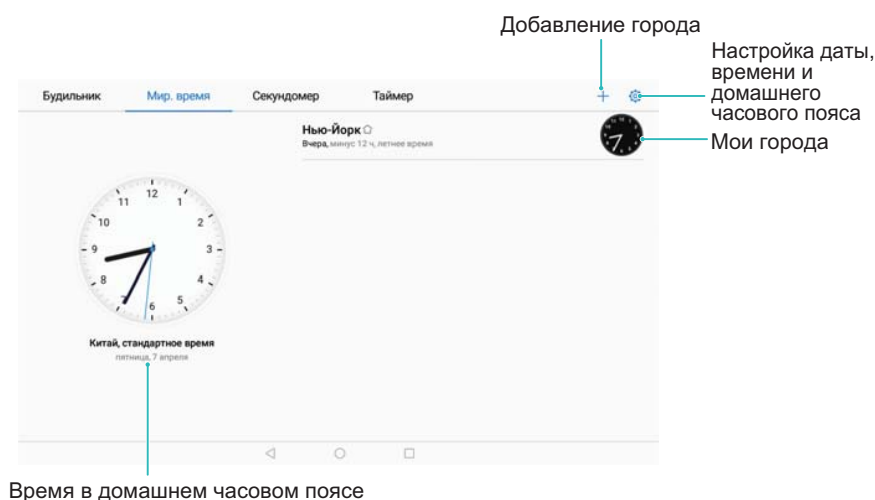 Добавление города
Настройка даты,
времени и
домашнего
часового пояса
Мои города
Будильник Мир. время Секундомер Таймер
Нью-Йорк
Вчера, минус 12 ч, летнее время
12
1
2
3
4
5
6
7
8
9
10
11
Китай, стандартное время
пятница, 7 апреля
Время в домашнем часовом поясе